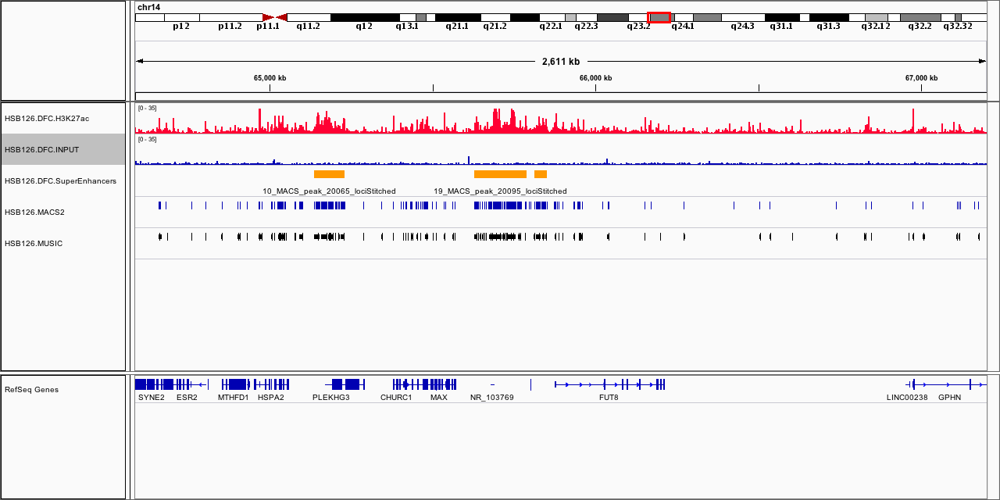 chr14
p12 p11.2 p11.1 q11.2 q12 q13.1 q21.1 q21.2 q22.1 q22.3 q23.2 q24.1 q24.3 q31.1 q31.3 q32.12 q32.2 q32.32
2,611 kb
65,000 kb 66,000 kb 67,000 kb
HSB126.DFC.H3K27ac [0 - 35]
HSB126.DFC.INPUT [0 - 35]
HSB126.DFC.SuperEnhancers
10_MACS_peak_20065_lociStitched 19_MACS_peak_20095_lociStitched
HSB126.MACS2
HSB126.MUSIC
RefSeq Genes
SYNE2 ESR2 MTHFD1 HSPA2 PLEKHG3 CHURC1 MAX NR_103769 FUT8 LINC00238 GPHN